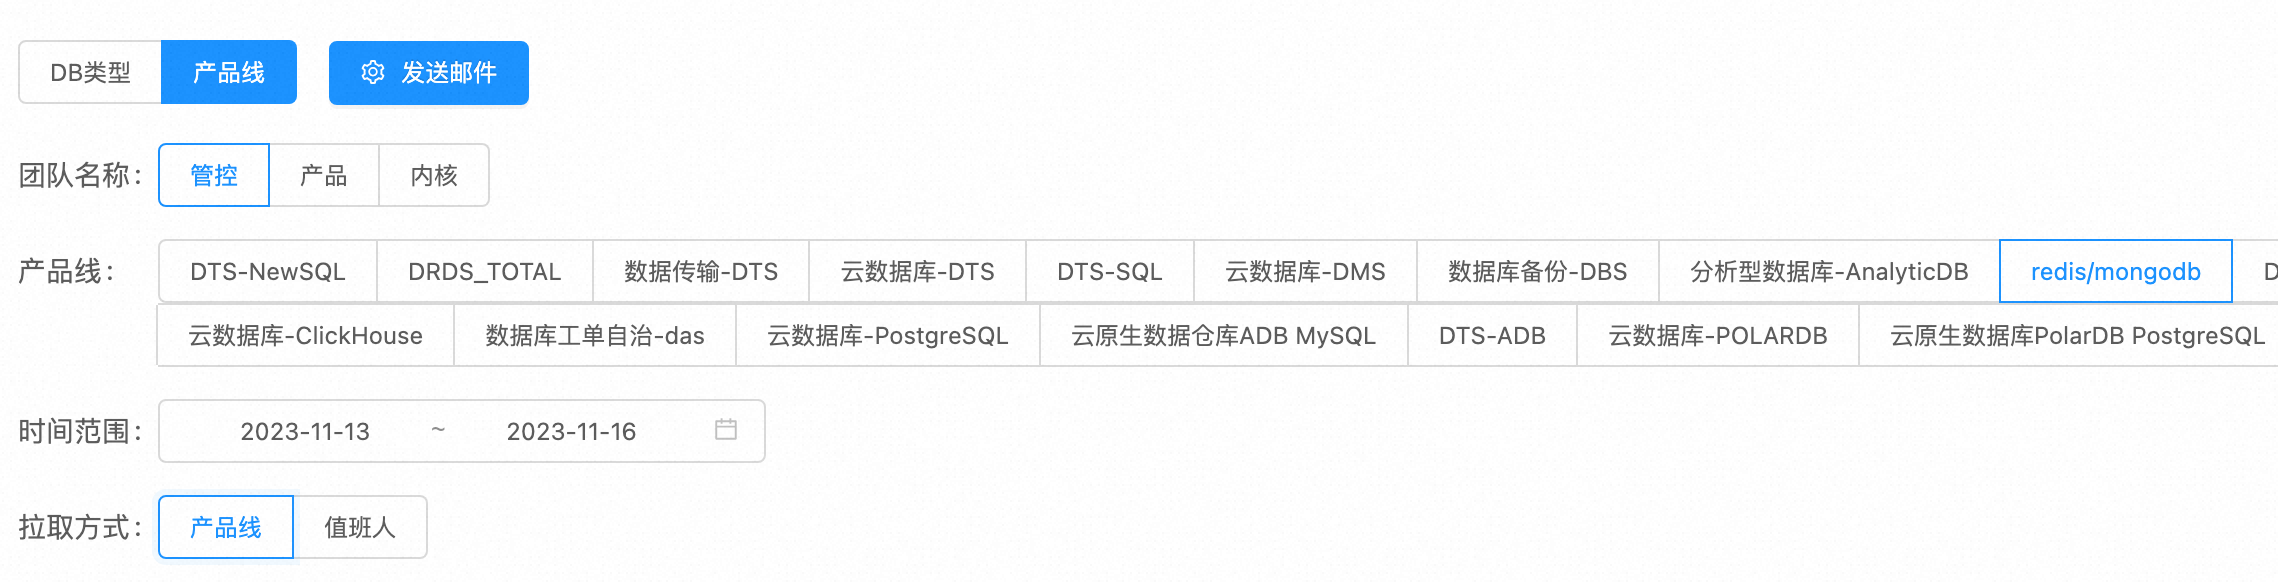 DB类型 产品线 发送邮件
团队名称: 管控 产品 内核
产品线: DTS-NewSQL DRDS_TOTAL 数据传输-DTS 云数据库-DTS DTS-SQL 云数据库-DMS 数据库备份-DBS 分析型数据库-AnalyticDB redis/mongodb
云数据库-ClickHouse 数据库工单自治-das 云数据库-PostgreSQL 云原生数据仓库ADB MySQL DTS-ADB 云数据库-POLARDB 云原生数据库PolarDB PostgreSQL
时间范围: 2023-11-13 ~ 2023-11-16
拉取方式: 产品线 值班人